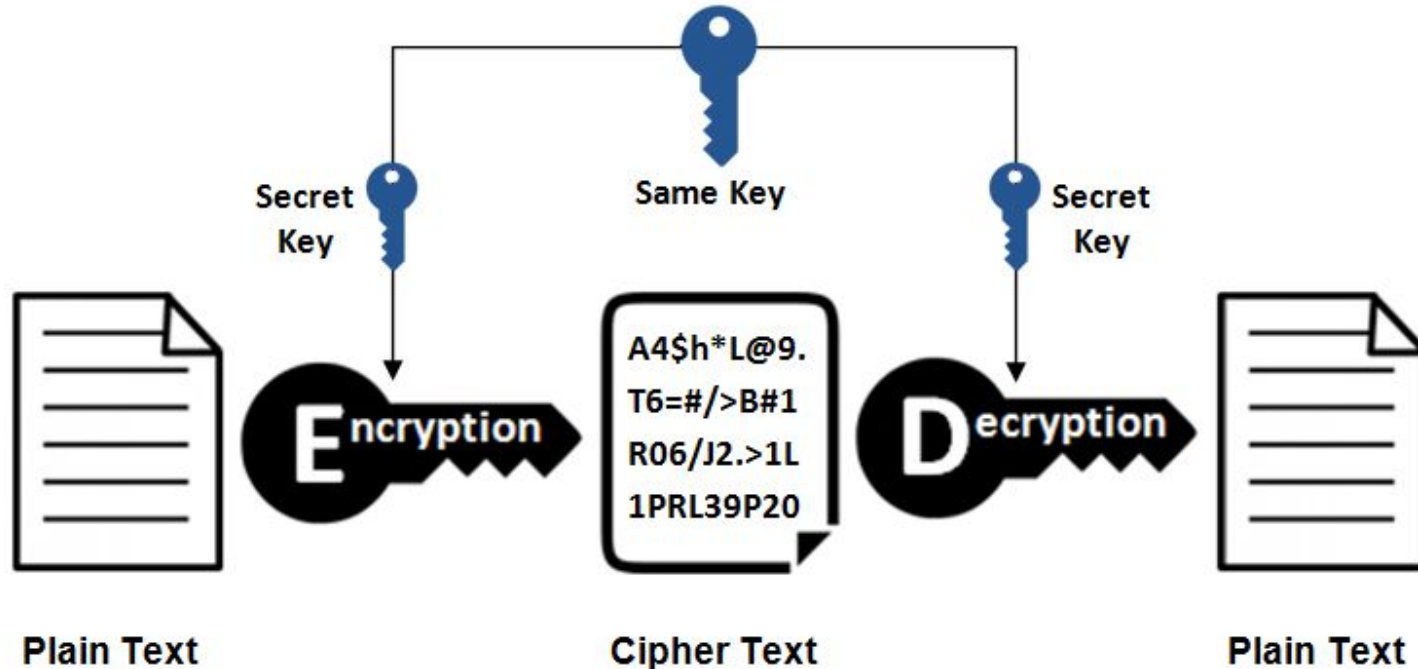 Same Key
Secret
Key
Secret
Key
Encryption
A4$h*L@9.
T6=#/>B#1
R06/J2.>1L
1PRL39P20
Decryption
Plain Text
Cipher Text
Plain Text